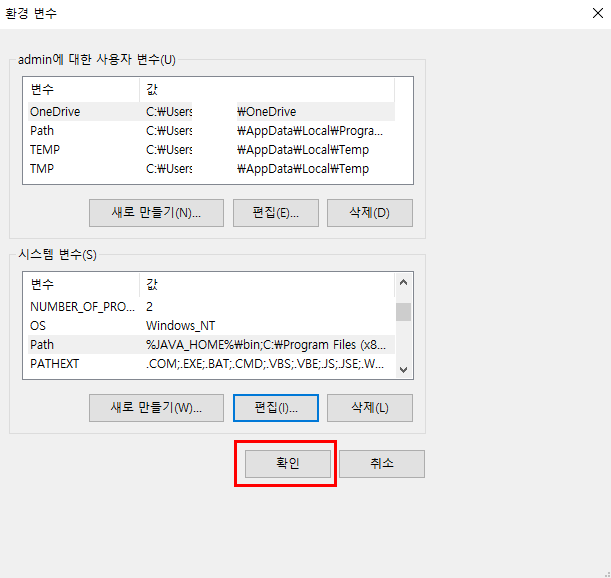 환경 변수
admin에 대한 사용자 변수(U)
변수 값
OneDrive C:₩Users ₩OneDrive
Path C:₩Users ₩AppData₩Local₩Progra...
TEMP C:₩Users ₩AppData₩Local₩Temp
TMP C:₩Users ₩AppData₩Local₩Temp
새로 만들기(N)... 편집(E)... 삭제(D)
시스템 변수(S)
변수 값
NUMBER_OF_PRO... 2
OS Windows_NT
Path %JAVA_HOME%₩bin;C:₩Program Files (x8...
PATHEXT .COM;.EXE;.BAT;.CMD;.VBS;.VBE;.JS;.JSE;.W...
새로 만들기(W)... 편집(I)... 삭제(L)
확인 취소